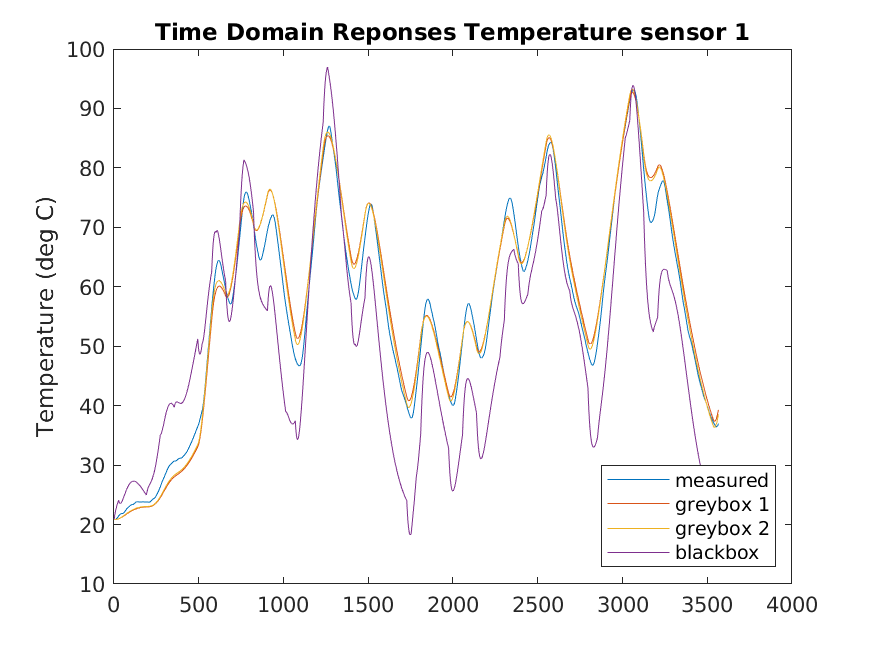 Time Domain Reponses Temperature sensor 1
100
90
80
70
60
50
40
30
20
10
Temperature (deg C)
measured
greybox 1
greybox 2
blackbox
0 500 1000 1500 2000 2500 3000 3500 4000